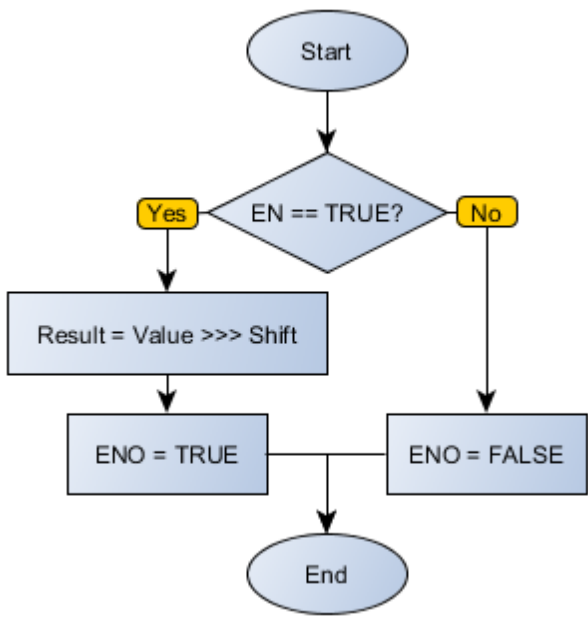 Start
EN == TRUE?
Yes
No
Result = Value >>> Shift
ENO = TRUE
ENO = FALSE
End